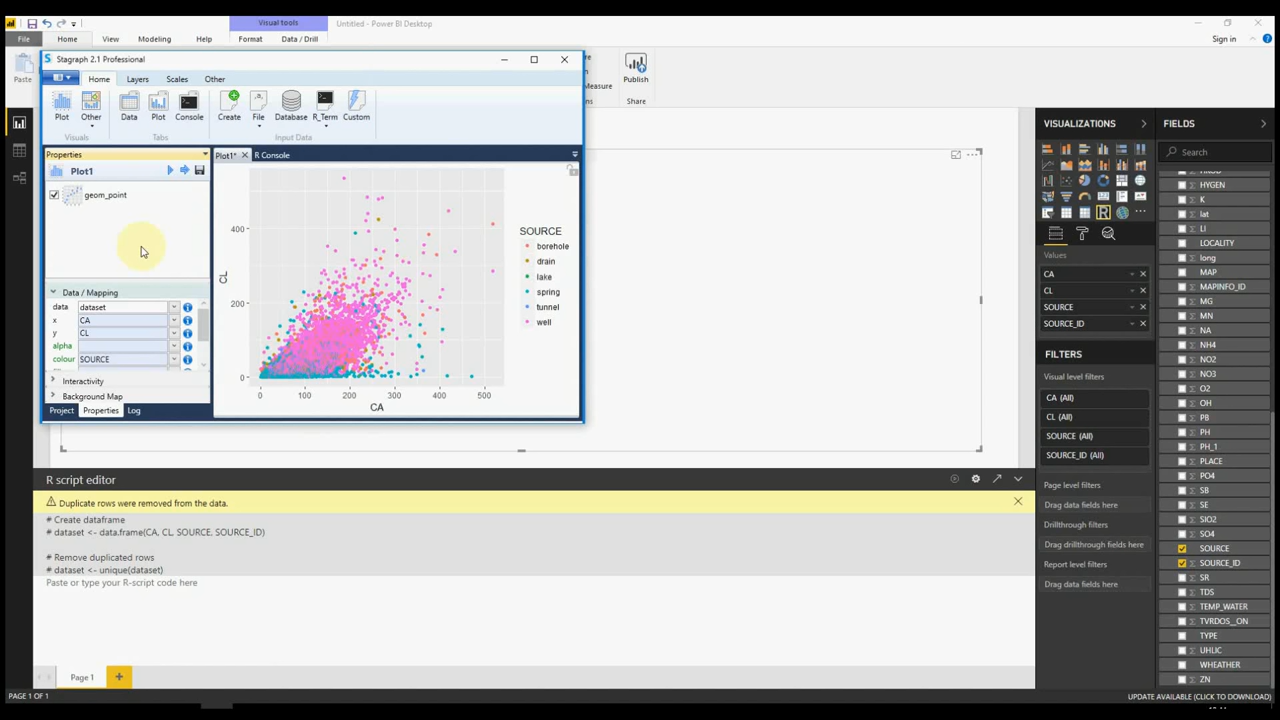 Visual tools
Untitled - Power BI Desktop
File Home View Modeling Help Format Data / Drill
Sign in
Paste
Measure
Publish
Share
Stagraph 2.1 Professional
Home Layers Scales Other
Plot Other Data Plot Console Create File Database R_Term Custom
Visuals Tabs Input Data
Properties
Plot1
geom_point
Data / Mapping
data dataset
x CA
y CL
alpha
colour SOURCE
Interactivity
Background Map
Project Properties Log
Plot1* R Console
CL
400
200
0
0 100 200 300 400 500
CA
SOURCE
borehole
drain
lake
spring
tunnel
well
R script editor
Duplicate rows were removed from the data.
# Create dataframe
# dataset <- data.frame(CA, CL, SOURCE, SOURCE_ID)
# Remove duplicated rows
# dataset <- unique(dataset)
Paste or type your R-script code here
Page 1
PAGE 1 OF 1
VISUALIZATIONS
R
Values
CA
CL
SOURCE
SOURCE_ID
FILTERS
Visual level filters
CA (All)
CL (All)
SOURCE (All)
SOURCE_ID (All)
Page level filters
Drag data fields here
Drillthrough filters
Drag drillthrough fields here
Report level filters
Drag data fields here
FIELDS
Search
HYGEN
K
lat
LI
LOCALITY
long
MAP
MAPINFO_ID
MG
MN
NA
NH4
NO2
NO3
O2
OH
PB
PH
PH_1
PLACE
PO4
SB
SE
SIO2
SO4
SOURCE
SOURCE_ID
SR
TDS
TEMP_WATER
TVRDOS__ON
TYPE
UHLIC
WHEATHER
ZN
UPDATE AVAILABLE (CLICK TO DOWNLOAD)